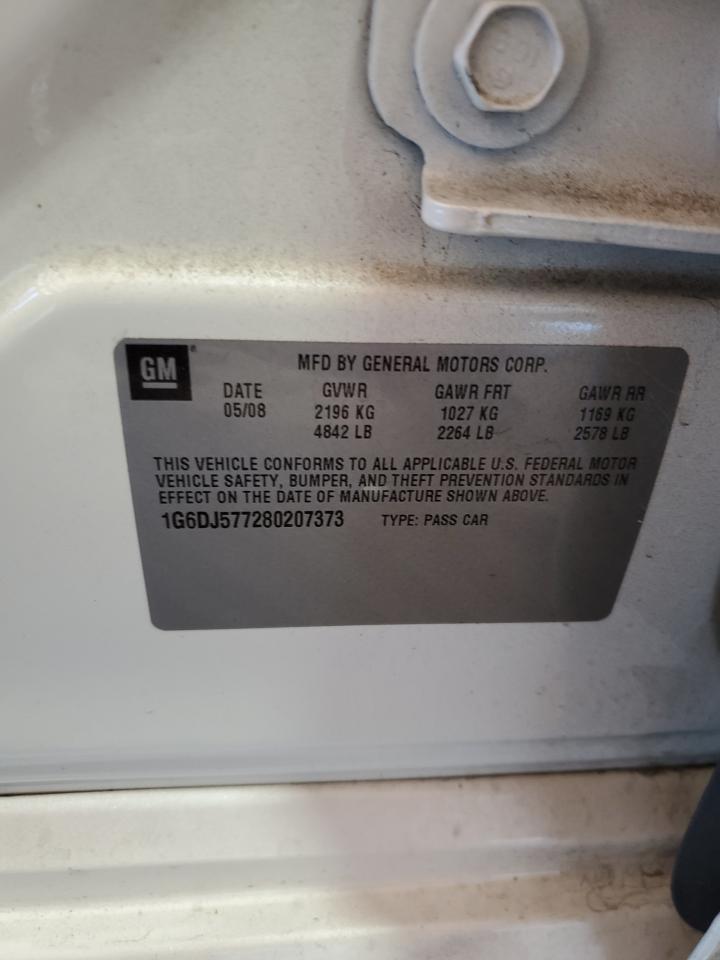 GM
MFD BY GENERAL MOTORS CORP.
DATE GVWR GAWR FRT GAWR RR
05/08 2196 KG 1027 KG 1169 KG
4842 LB 2264 LB 2578 LB
THIS VEHICLE CONFORMS TO ALL APPLICABLE U.S. FEDERAL MOTOR
VEHICLE SAFETY, BUMPER, AND THEFT PREVENTION STANDARDS IN
EFFECT ON THE DATE OF MANUFACTURE SHOWN ABOVE.
1G6DJ577280207373 TYPE: PASS CAR